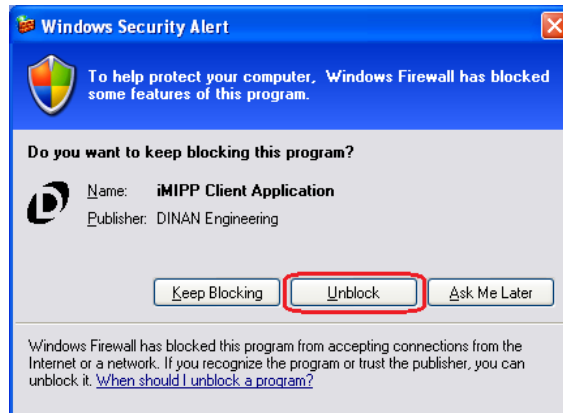 Windows Security Alert
To help protect your computer, Windows Firewall has blocked
some features of this program.
Do you want to keep blocking this program?
Name: iMIPP Client Application
Publisher: DINAN Engineering
Keep Blocking Unblock Ask Me Later
Windows Firewall has blocked this program from accepting connections from the
Internet or a network. If you recognize the program or trust the publisher, you can
unblock it. When should I unblock a program?